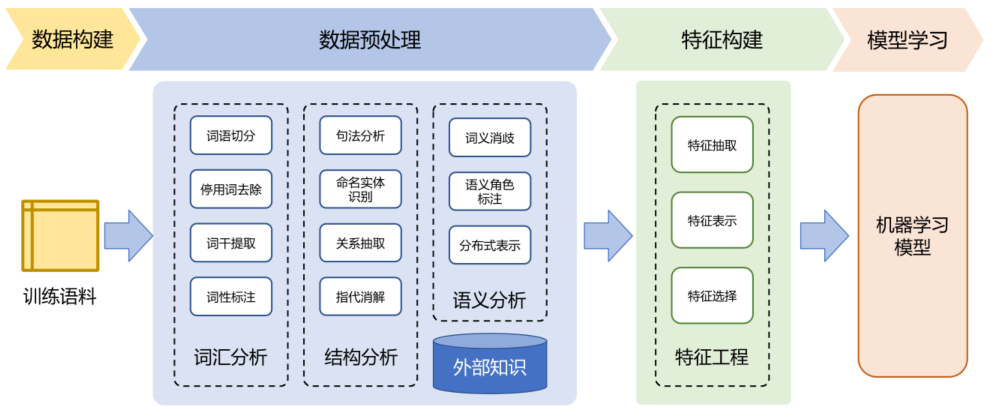 数据构建
数据预处理
特征构建
模型学习
训练语料
词语切分
停用词去除
词干提取
词性标注
词汇分析
句法分析
命名实体
识别
关系抽取
指代消解
结构分析
词义消歧
语义角色
标注
分布式表示
语义分析
外部知识
特征抽取
特征表示
特征选择
特征工程
机器学习
模型